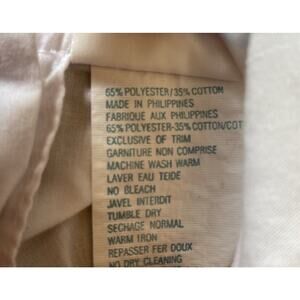 65% POLYESTER/35% COTTON
MADE IN PHILIPPINES
FABRIQUE AUX PHILIPPINES
65% POLYESTER-35% COTTON/COT
EXCLUSIVE OF TRIM
GARNITURE NON COMPRISE
MACHINE WASH WARM
LAVER EAU TEIDE
NO BLEACH
JAVEL INTERDIT
TUMBLE DRY
SECHAGE NORMAL
WARM IRON
REPASSER FER DOUX
NO DRY CLEANING